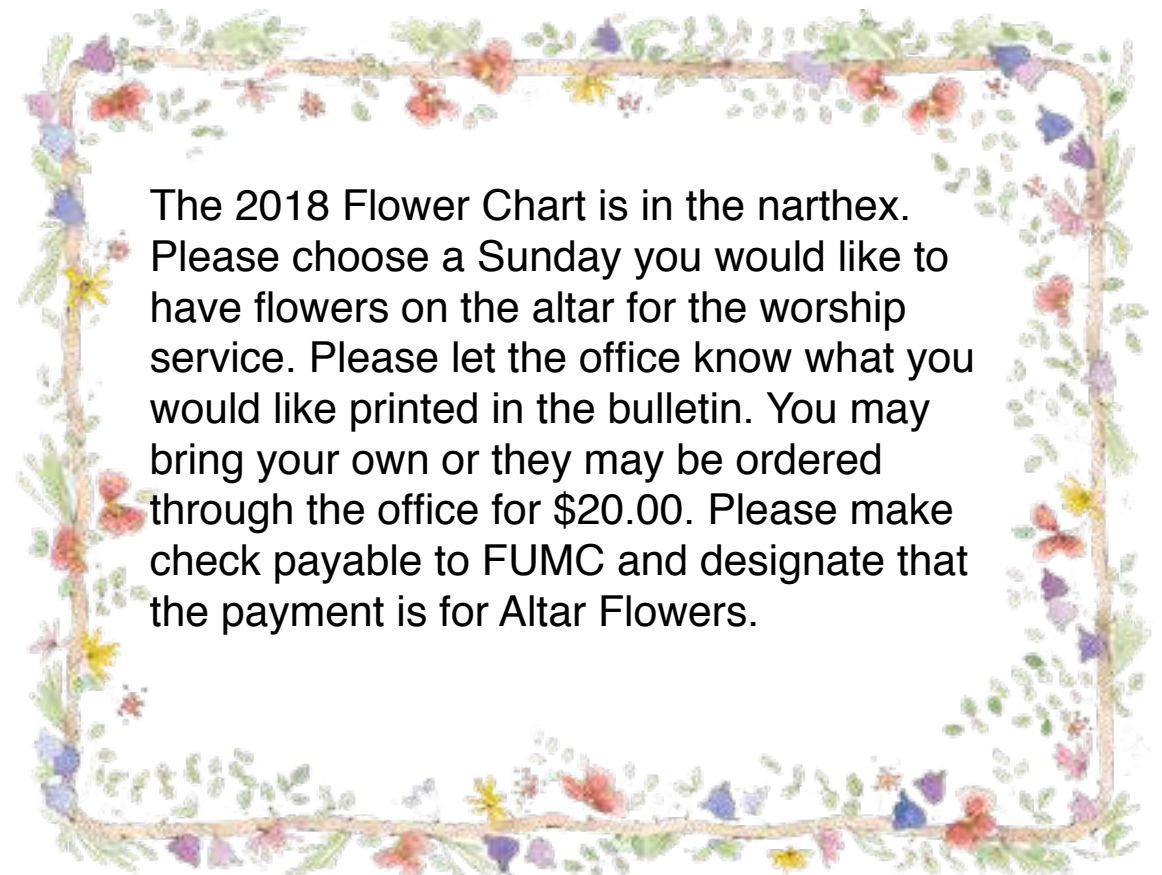 The 2018 Flower Chart is in the narthex.
Please choose a Sunday you would like to
have flowers on the altar for the worship
service. Please let the office know what you
would like printed in the bulletin. You may
bring your own or they may be ordered
through the office for $20.00. Please make
check payable to FUMC and designate that
the payment is for Altar Flowers.